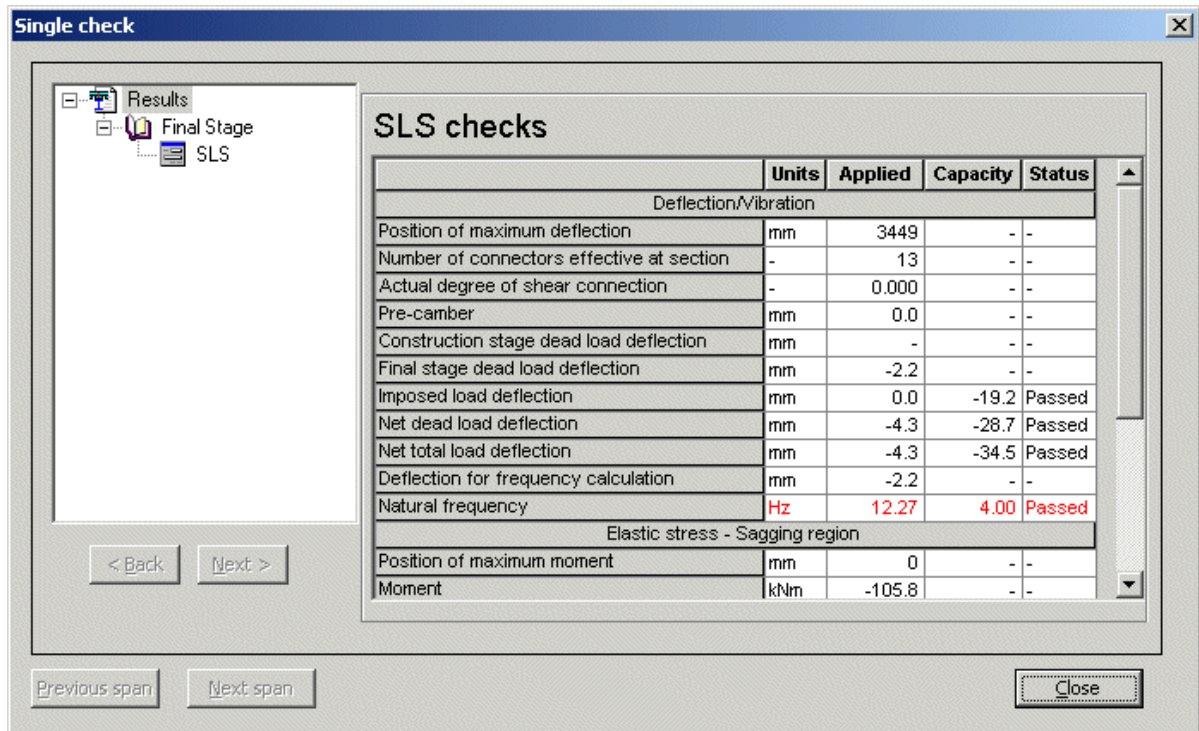 Single check
Results
Final Stage
SLS
SLS checks
Units Applied Capacity Status
Deflection/Vibration
Position of maximum deflection mm 3449 - -
Number of connectors effective at section - 13 - -
Actual degree of shear connection - 0.000 - -
Pre-camber mm 0.0 - -
Construction stage dead load deflection mm - - -
Final stage dead load deflection mm -2.2 - -
Imposed load deflection mm 0.0 -19.2 Passed
Net dead load deflection mm -4.3 -28.7 Passed
Net total load deflection mm -4.3 -34.5 Passed
Deflection for frequency calculation mm -2.2 - -
Natural frequency Hz 12.27 4.00 Passed
Elastic stress - Sagging region
Position of maximum moment mm 0 - -
Moment kNm -105.8 - -
< Back Next >
Previous span Next span Close